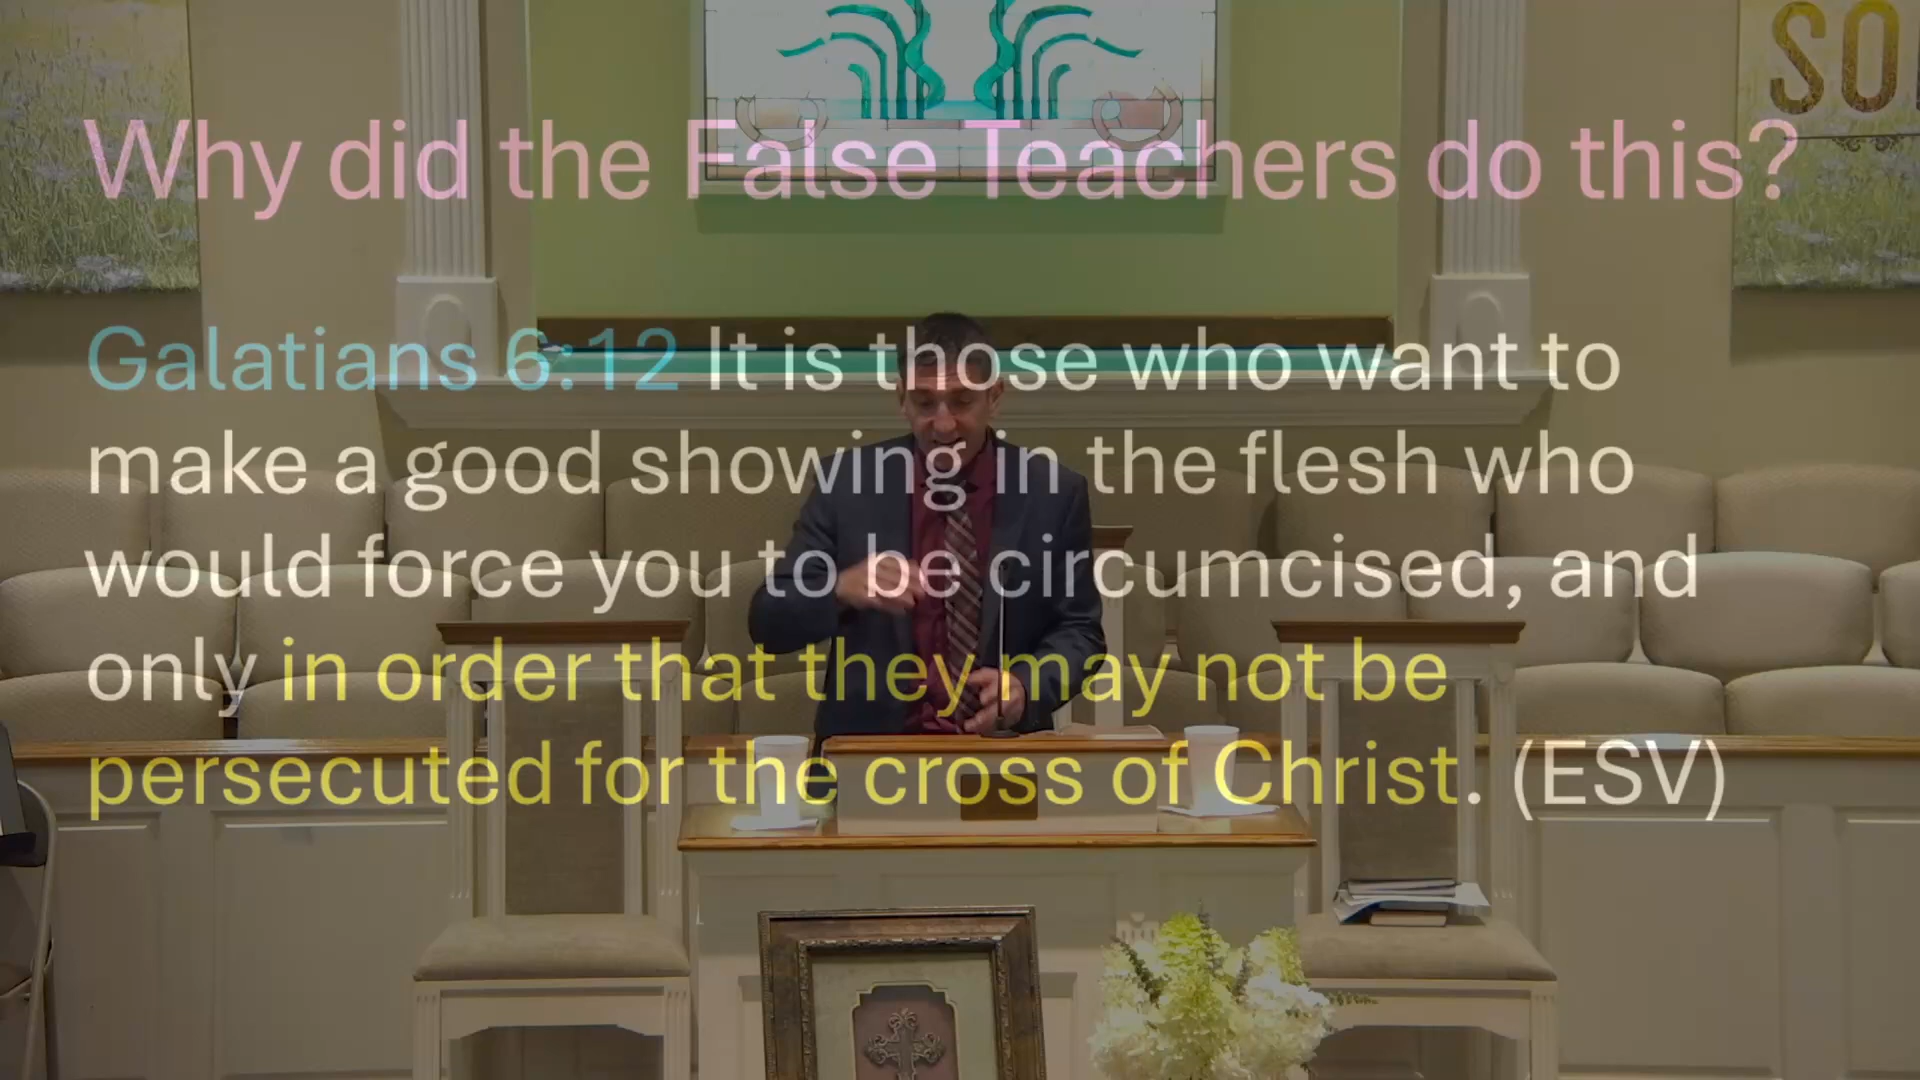 SO
Why did the False Teachers do this?
Galatians 6:12 It is those who want to
make a good showing in the flesh who
would force you to be circumcised, and
only in order that they may not be
persecuted for the cross of Christ. (ESV)